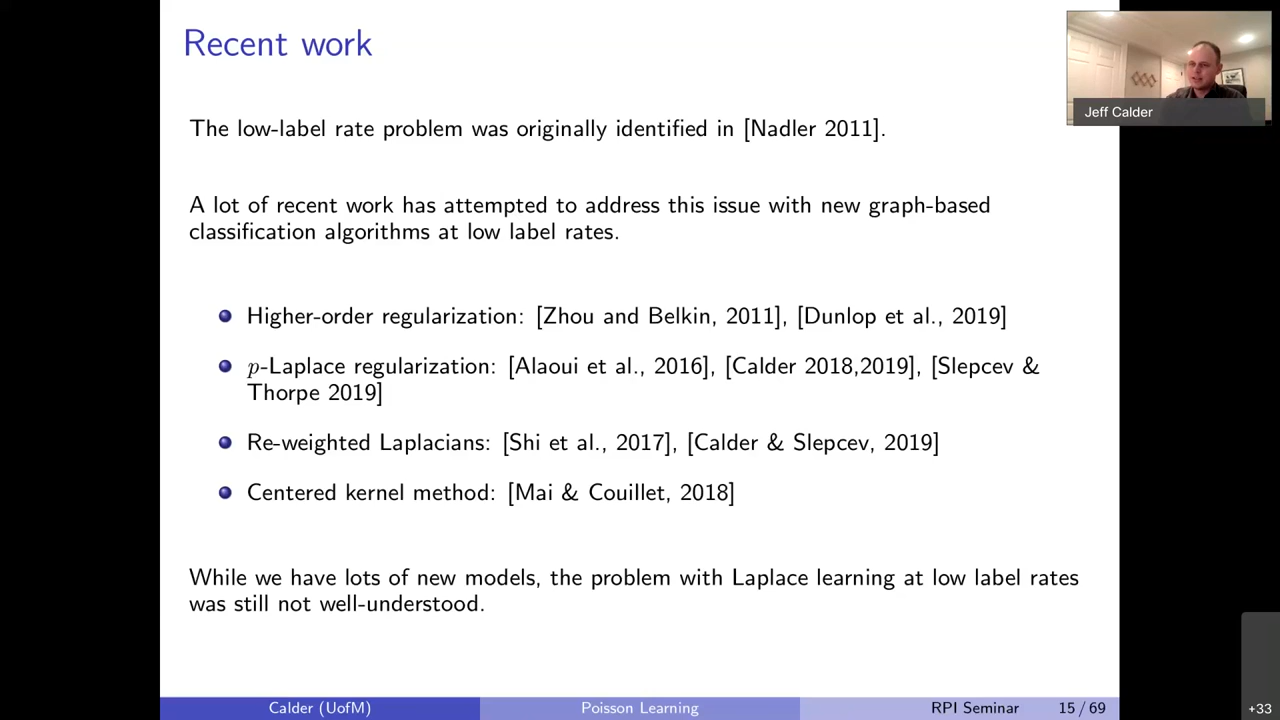 Recent work
Jeff Calder
The low-label rate problem was originally identified in [Nadler 2011].
A lot of recent work has attempted to address this issue with new graph-based
classification algorithms at low label rates.
Higher-order regularization: [Zhou and Belkin, 2011], [Dunlop et al., 2019]
p-Laplace regularization: [Alaoui et al., 2016], [Calder 2018,2019], [Slepcev &
Thorpe 2019]
Re-weighted Laplacians: [Shi et al., 2017], [Calder & Slepcev, 2019]
Centered kernel method: [Mai & Couillet, 2018]
While we have lots of new models, the problem with Laplace learning at low label rates
was still not well-understood.
Calder (UofM) Poisson Learning RPI Seminar 15 / 69
+33